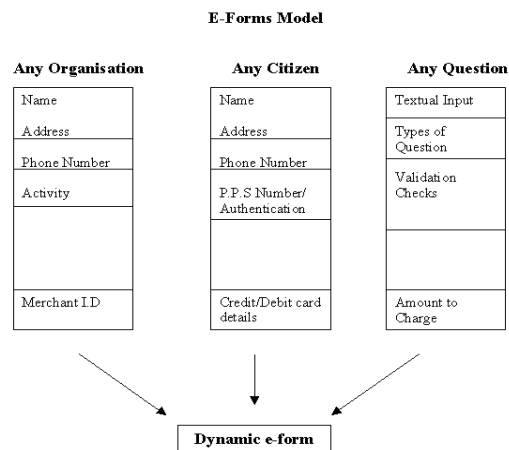 E-Forms Model
Any Organisation
Name
Address
Phone Number
Activity
Merchant I.D
Any Citizen
Name
Address
Phone Number
P.P.S Number/
Authentication
Credit/Debit card
details
Any Question
Textual Input
Types of
Question
Validation
Checks
Amount to
Charge
Dynamic e-form